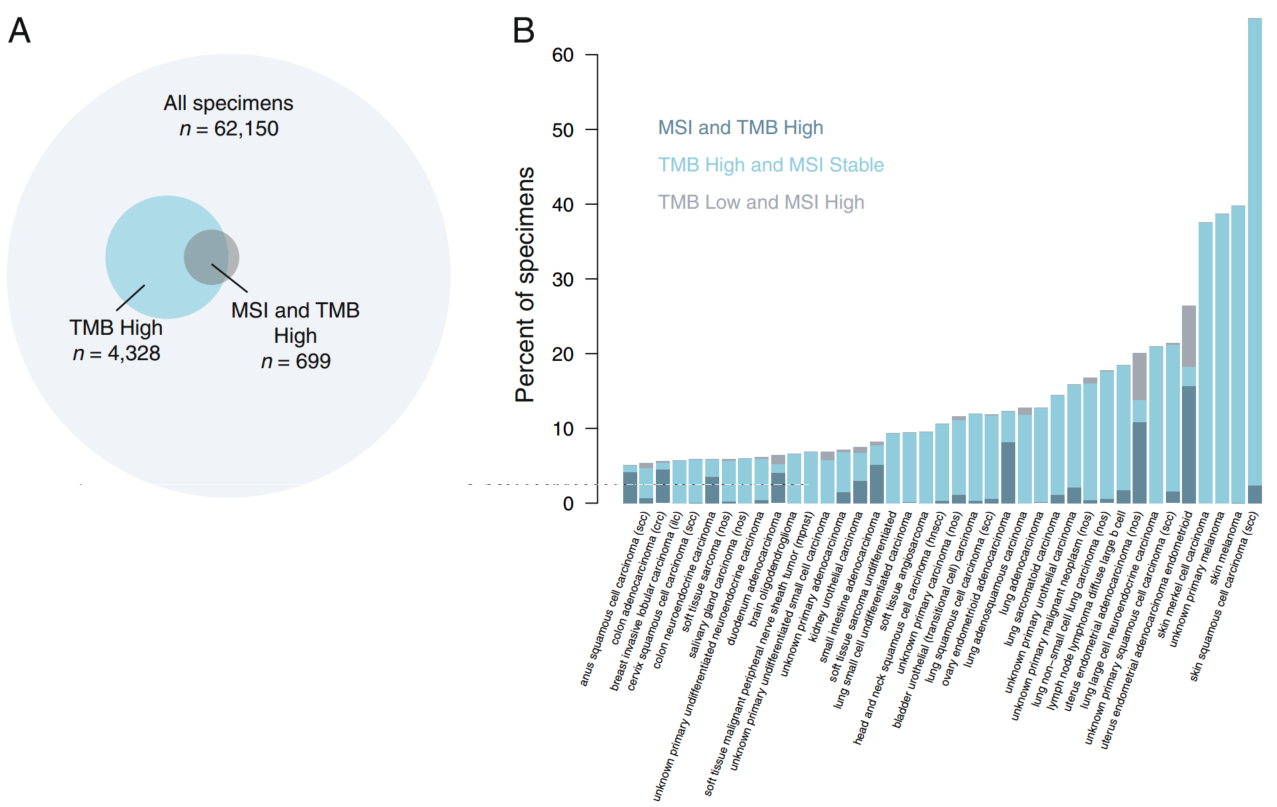 A
All specimens
n = 62,150
TMB High
n = 4,328
MSI and TMB
High
n = 699
B
Percent of specimens
60
50
40
30
20
10
0
MSI and TMB High
TMB High and MSI Stable
TMB Low and MSI High
anus squamous cell carcinoma (scc)
colon adenocarcinoma (crc)
breast invasive lobular carcinoma (ilc)
cervix squamous cell carcinoma (scc)
colon neuroendocrine carcinoma
soft tissue sarcoma (nos)
salivary gland carcinoma (nos)
unknown primary undifferentiated neuroendocrine carcinoma
duodenum adenocarcinoma
brain oligodendroglioma
soft tissue malignant peripheral nerve sheath tumor (mpnst)
unknown primary undifferentiated small cell carcinoma
unknown primary adenocarcinoma
kidney urothelial carcinoma
small intestine adenocarcinoma
soft tissue sarcoma undifferentiated
lung small cell undifferentiated carcinoma
soft tissue angiosarcoma
head and neck squamous cell carcinoma (hnscc)
unknown primary carcinoma (nos)
bladder urothelial (transitional cell) carcinoma
lung squamous cell carcinoma (scc)
ovary endometrioid adenocarcinoma
lung adenosquamous carcinoma
lung adenocarcinoma
lung sarcomatoid carcinoma
unknown primary urothelial carcinoma
unknown primary malignant neoplasm (nos)
lung non−small cell lung carcinoma (nos)
lymph node lymphoma diffuse large b cell
uterus endometrial adenocarcinoma (nos)
lung large cell neuroendocrine carcinoma
unknown primary squamous cell carcinoma (scc)
uterus endometrial adenocarcinoma endometrioid
skin merkel cell carcinoma
unknown primary melanoma
skin melanoma
skin squamous cell carcinoma (scc)